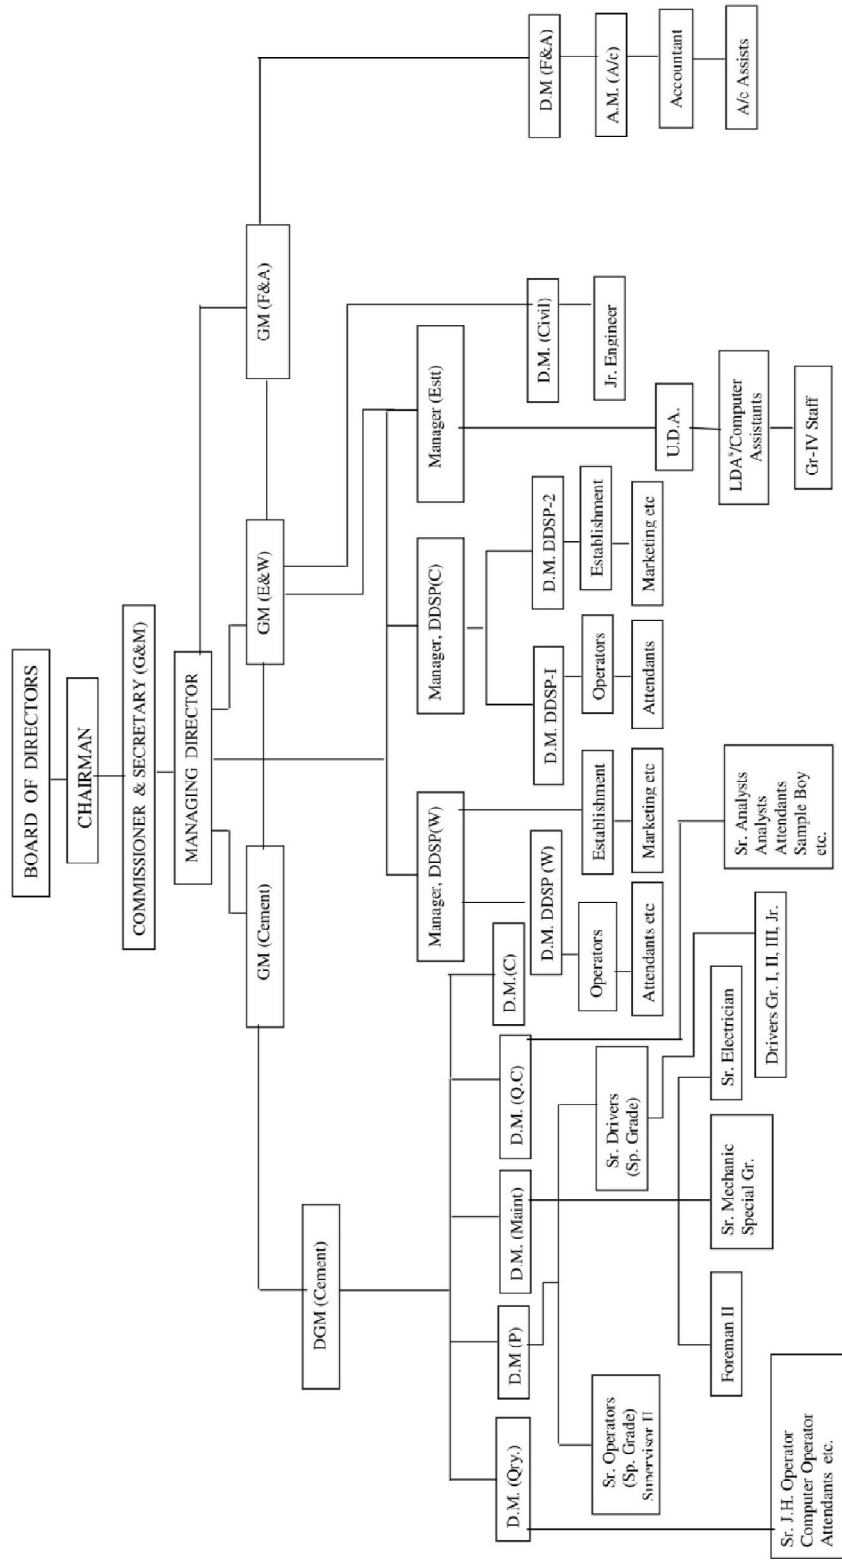 BOARD OF DIRECTORS
CHAIRMAN
COMMISSIONER & SECRETARY (G&M)
MANAGING DIRECTOR
GM (Cement)
GM (E&W)
GM (F&A)
DGM (Cement)
Manager, DDSP(W)
Manager, DDSP(C)
Manager (Estt)
D.M. (Qry.)
D.M (P)
D.M. (Maint)
D.M. (Q.C)
D.M.(C)
D.M. DDSP (W)
D.M. DDSP-I
D.M. DDSP-2
D.M. (Civil)
D.M (F&A)
Operators
Establishment
Operators
Establishment
Jr. Engineer
A.M. (A/c)
Attendants etc
Marketing etc
Attendants
Marketing etc
U.D.A.
Accountant
Sr. Operators
(Sp. Grade)
Supervisor II
Sr. Drivers
(Sp. Grade)
LDAˢ/Computer
Assistants
A/c Assists
Foreman II
Sr. Mechanic
Special Gr.
Sr. Electrician
Sr. Analysts
Analysts
Attendants
Sample Boy
etc.
Gr-IV Staff
Drivers Gr. I, II, III, Jr.
Sr. J.H. Operator
Computer Operator
Attendants etc.